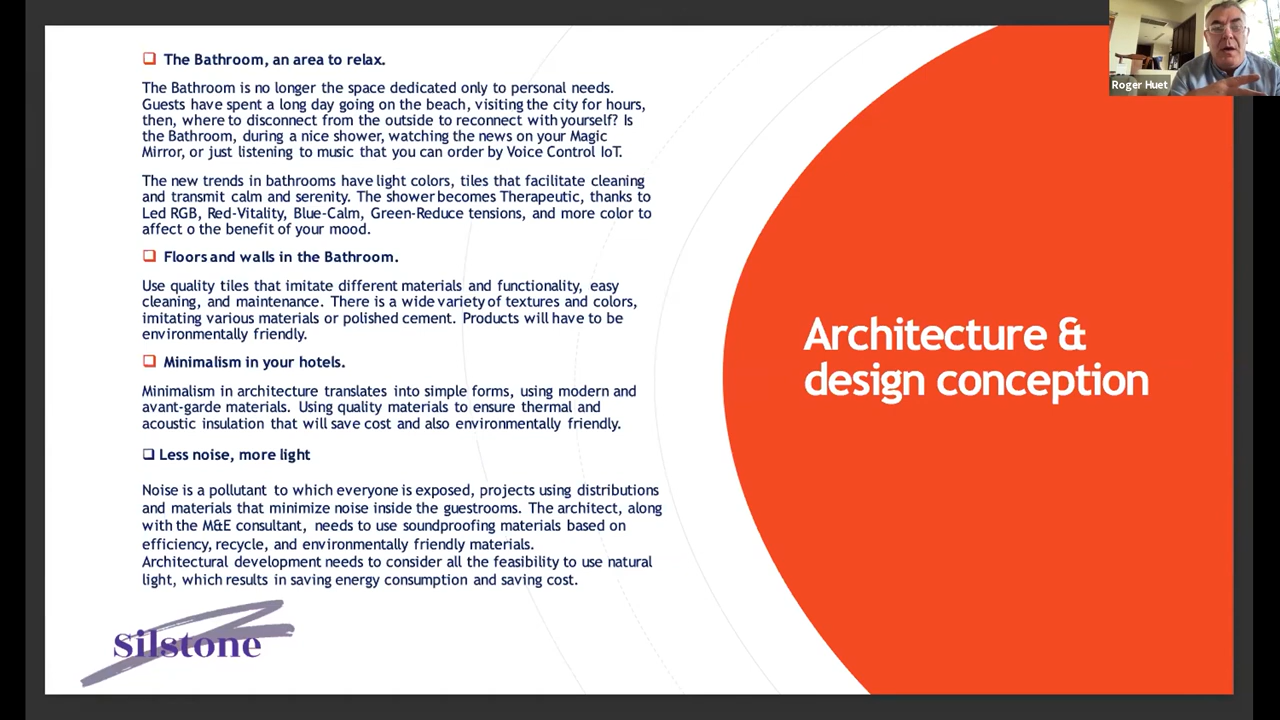 The Bathroom, an area to relax.
The Bathroom is no longer the space dedicated only to personal needs.
Guests have spent a long day going on the beach, visiting the city for hours,
then, where to disconnect from the outside to reconnect with yourself? Is
the Bathroom, during a nice shower, watching the news on your Magic
Mirror, or just listening to music that you can order by Voice Control IoT.
The new trends in bathrooms have light colors, tiles that facilitate cleaning
and transmit calm and serenity. The shower becomes Therapeutic, thanks to
Led RGB, Red-Vitality, Blue-Calm, Green-Reduce tensions, and more color to
affect o the benefit of your mood.
Floors and walls in the Bathroom.
Use quality tiles that imitate different materials and functionality, easy
cleaning, and maintenance. There is a wide variety of textures and colors,
imitating various materials or polished cement. Products will have to be
environmentally friendly.
Minimalism in your hotels.
Minimalism in architecture translates into simple forms, using modern and
avant-garde materials. Using quality materials to ensure thermal and
acoustic insulation that will save cost and also environmentally friendly.
Less noise, more light
Noise is a pollutant to which everyone is exposed, projects using distributions
and materials that minimize noise inside the guestrooms. The architect, along
with the M&E consultant, needs to use soundproofing materials based on
efficiency, recycle, and environmentally friendly materials.
Architectural development needs to consider all the feasibility to use natural
light, which results in saving energy consumption and saving cost.
Silstone
Architecture &
design conception
Roger Huet